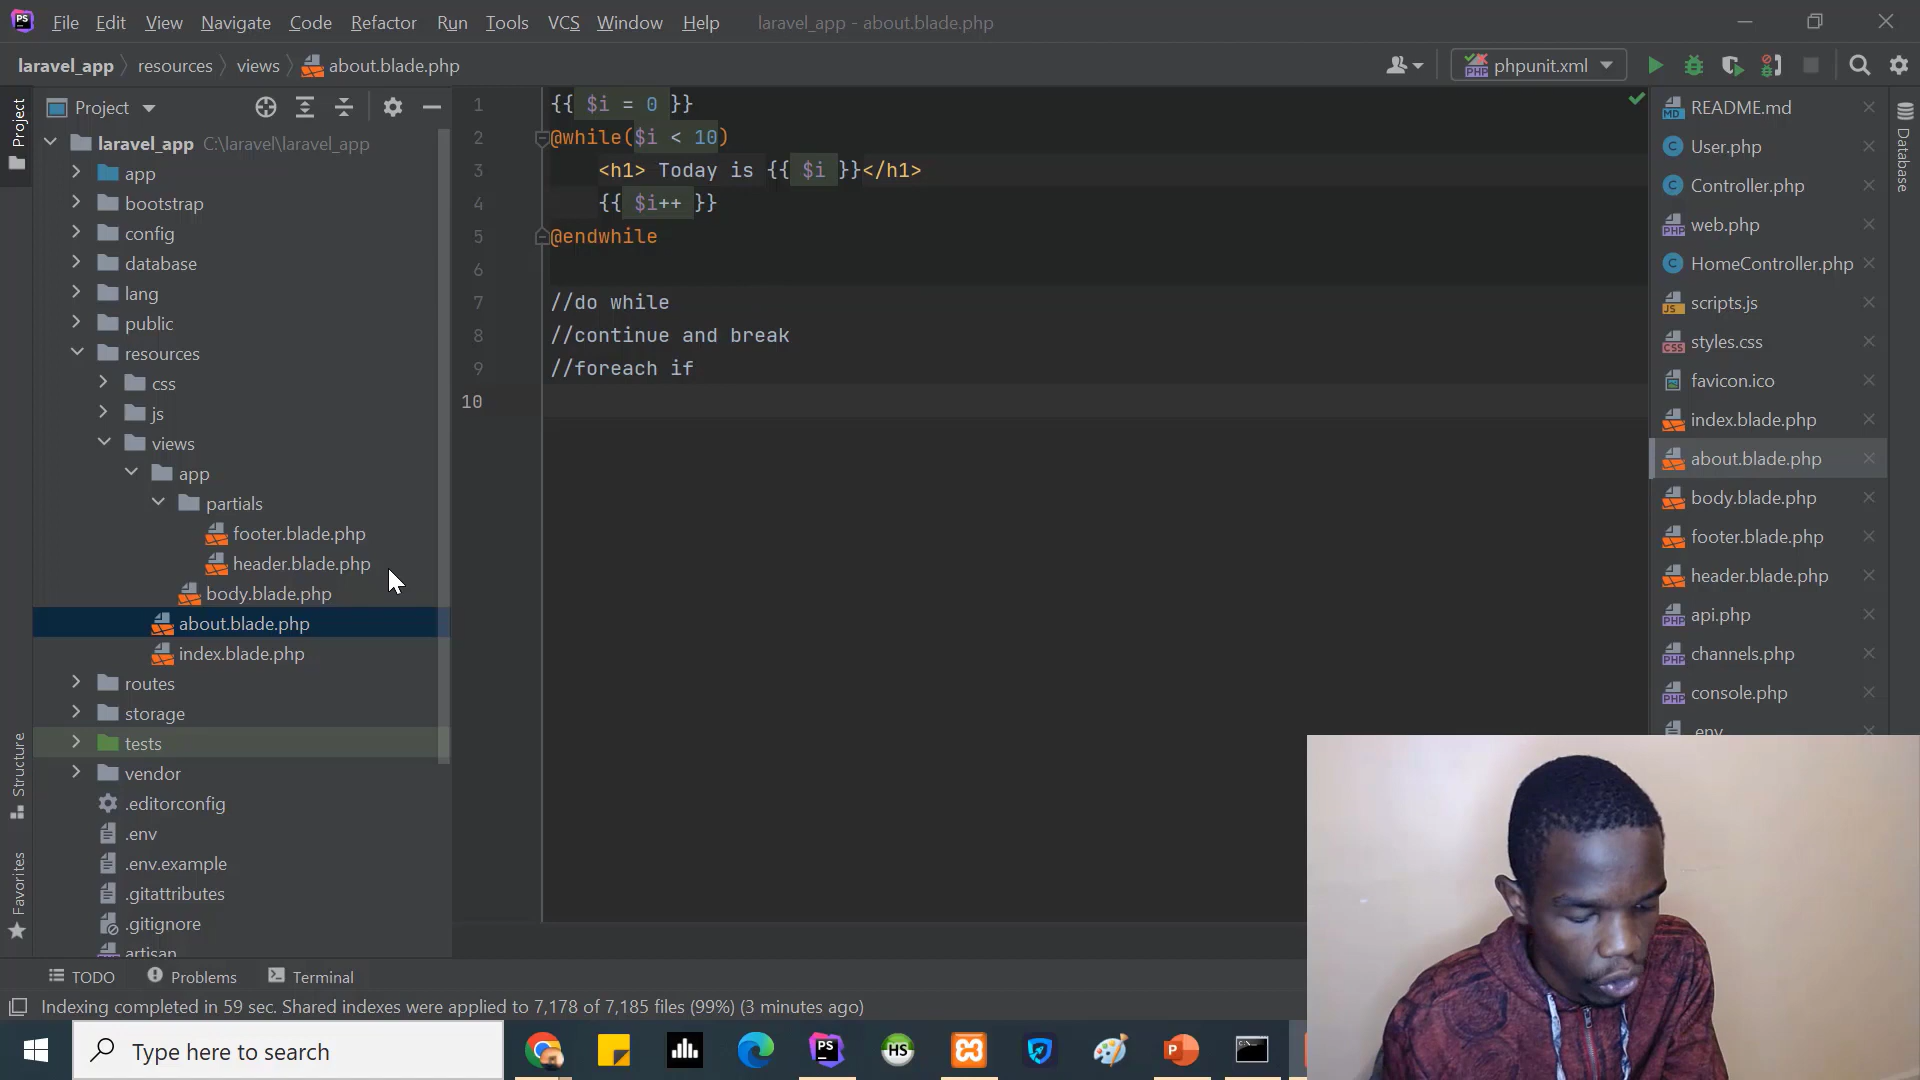 File Edit View Navigate Code Refactor Run Tools VCS Window Help laravel_app - about.blade.php
laravel_app resources views about.blade.php phpunit.xml
Project
laravel_app C:\laravel\laravel_app
app
bootstrap
config
database
lang
public
resources
css
js
views
app
partials
footer.blade.php
header.blade.php
body.blade.php
about.blade.php
index.blade.php
routes
storage
tests
vendor
.editorconfig
.env
.env.example
.gitattributes
.gitignore
artisan
Project
Structure
Favorites
1 {{ $i = 0 }}
2 @while($i < 10)
3 <h1> Today is {{ $i }}</h1>
4 {{ $i++ }}
5 @endwhile
6
7 //do while
8 //continue and break
9 //foreach if
10
README.md
User.php
Controller.php
web.php
HomeController.php
scripts.js
styles.css
favicon.ico
index.blade.php
about.blade.php
body.blade.php
footer.blade.php
header.blade.php
api.php
channels.php
console.php
.env
Database
TODO Problems Terminal
Indexing completed in 59 sec. Shared indexes were applied to 7,178 of 7,185 files (99%) (3 minutes ago)
Type here to search